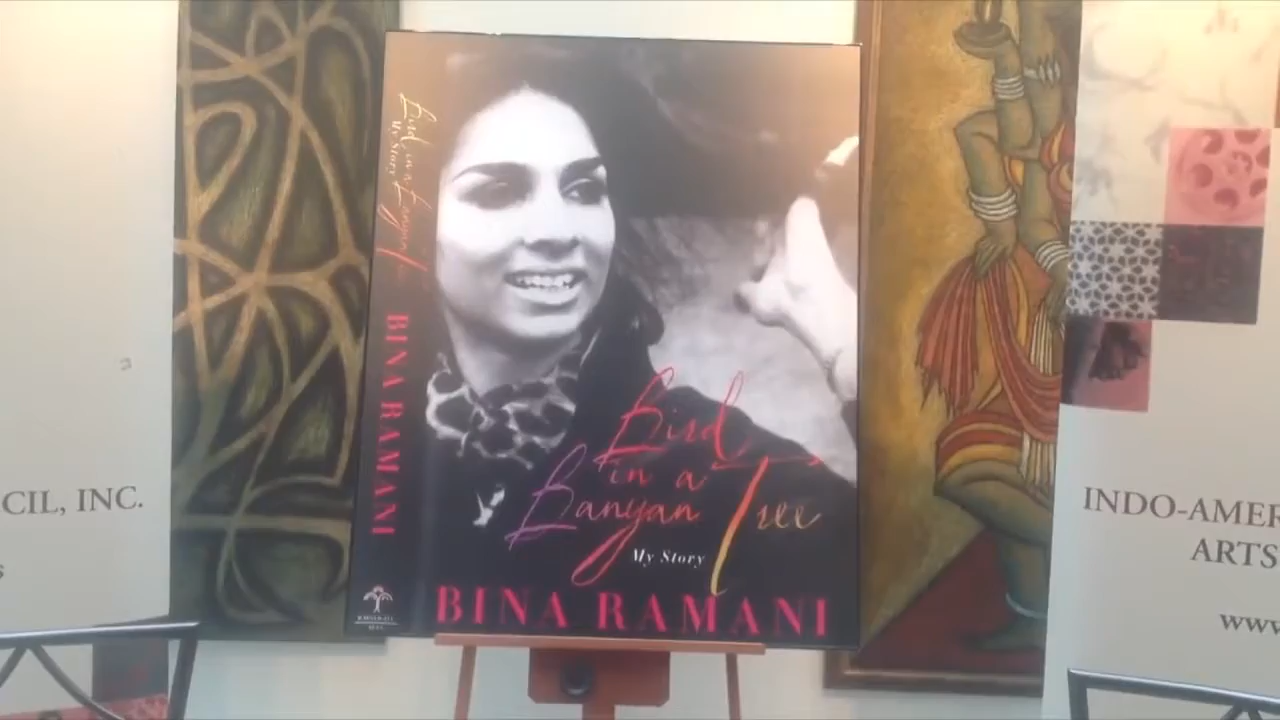 CIL, INC.
s
Bird in a Banyan Tree
My Story
BINA RAMANI
Bird
in a
Banyan Tree
My Story
BINA RAMANI
INDO-AMER
ARTS
www.